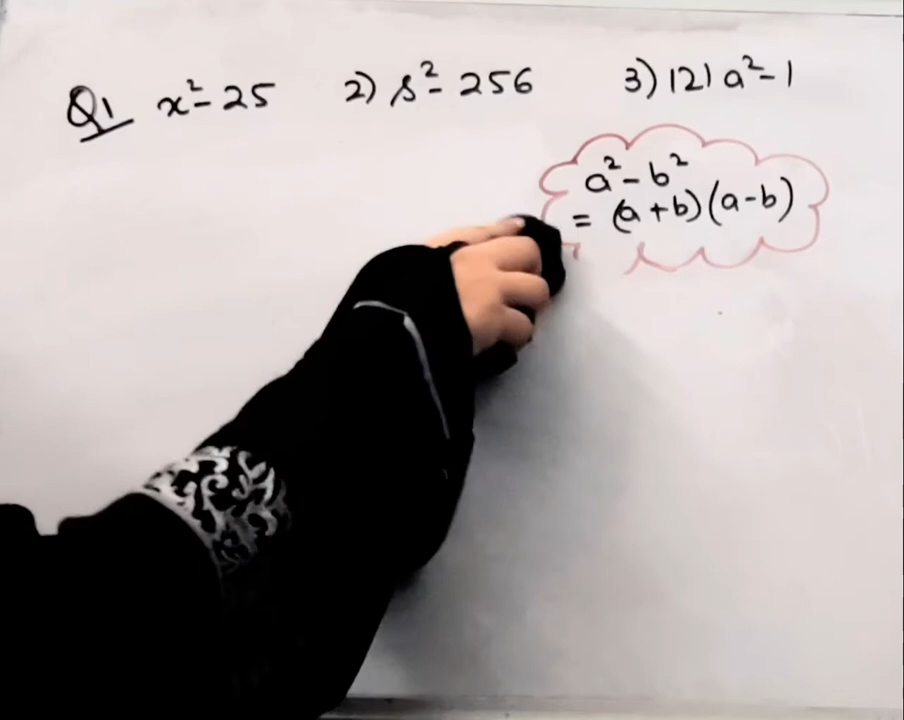 Q1 x² - 25 2) s² - 256 3) 121a² - 1
a² - b²
= (a + b) (a - b)